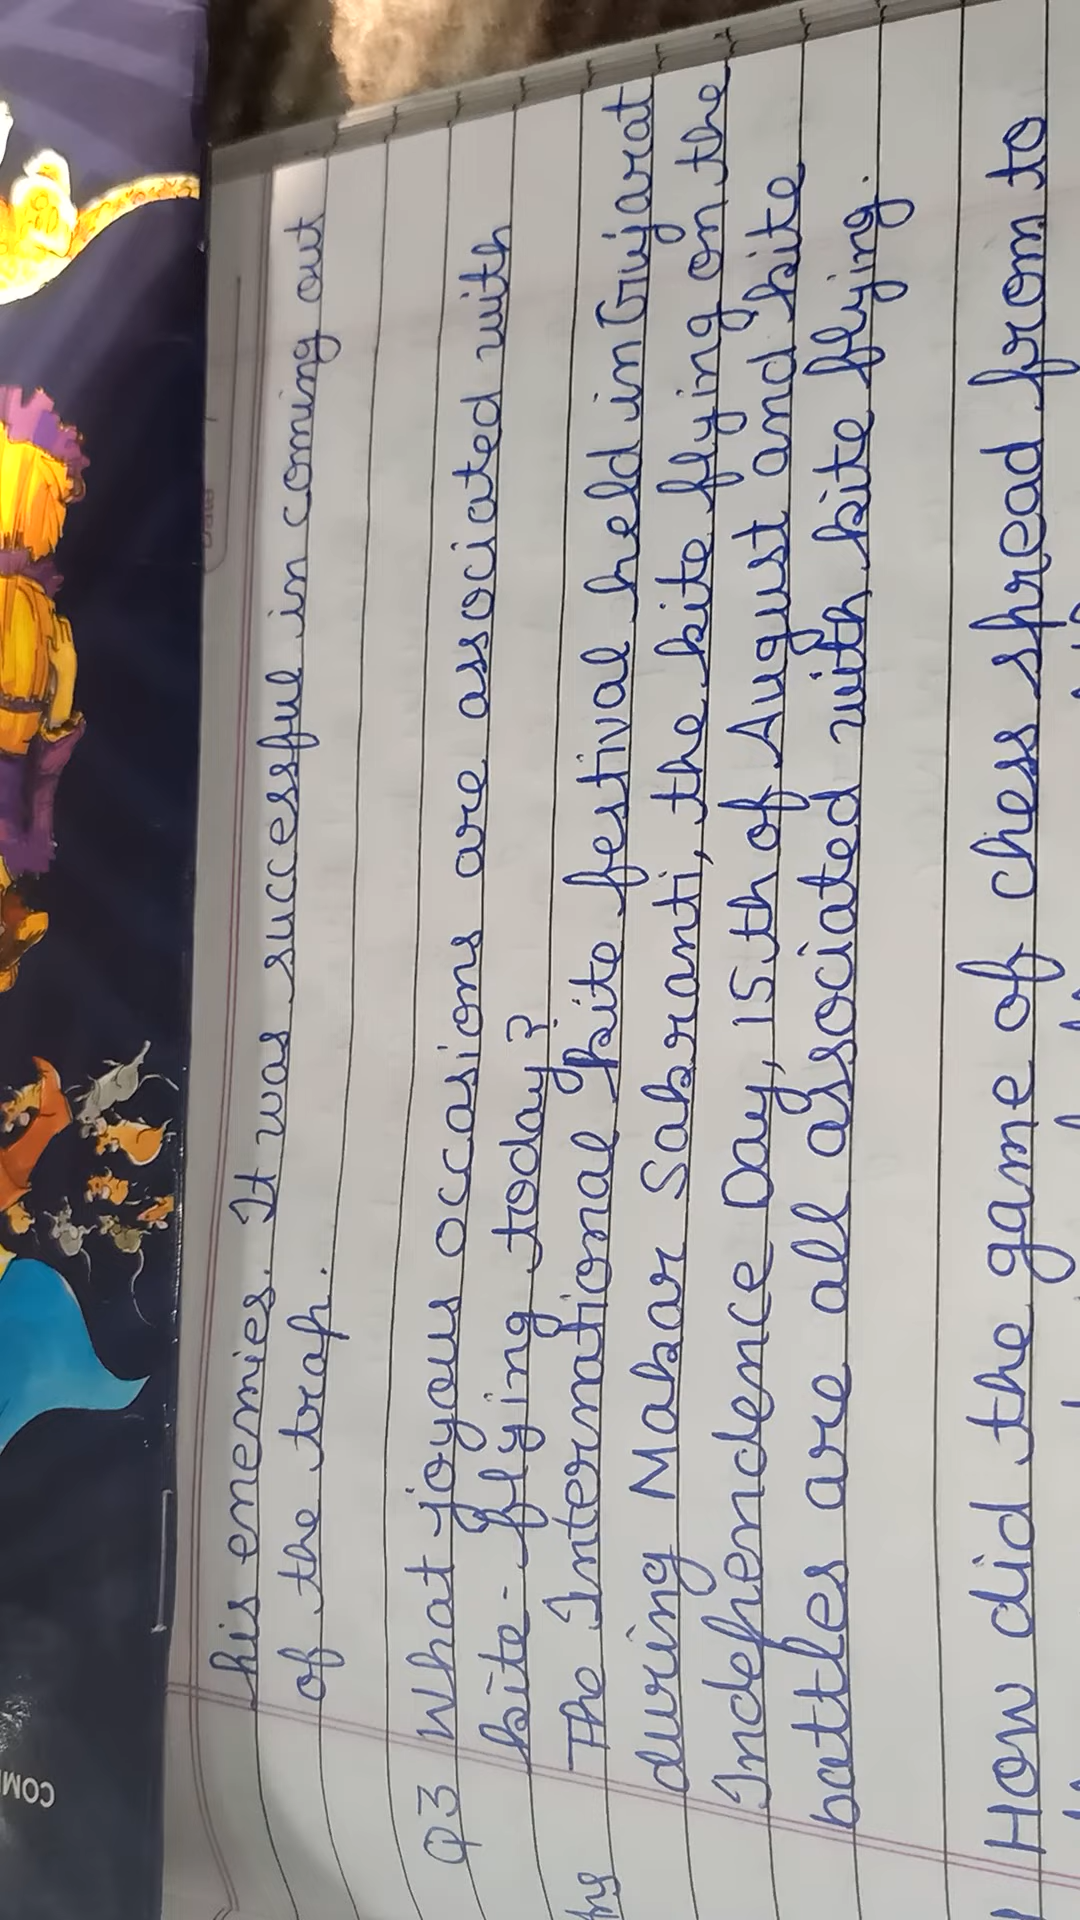 his enemies. It was successful in coming out
of the trap.
Q3 What joyous occasions are associated with
kite-flying today?
Ans The International kite festival held in Gujarat
during Makar Sakranti, the kite flying on the
Independence Day, 15th of August and kite
battles are all associated with kite flying.
How did the game of chess spread from to
Date
COM